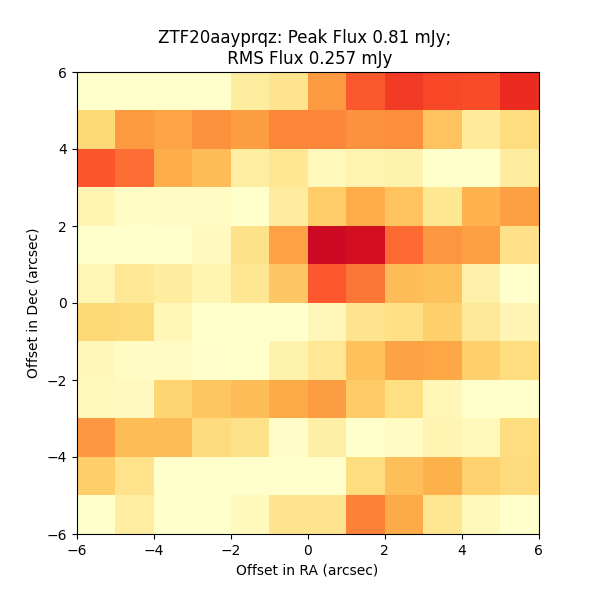 ZTF20aayprqz: Peak Flux 0.81 mJy;
RMS Flux 0.257 mJy
6
4
2
0
−2
−4
−6
Offset in Dec (arcsec)
−6 −4 −2 0 2 4 6
Offset in RA (arcsec)